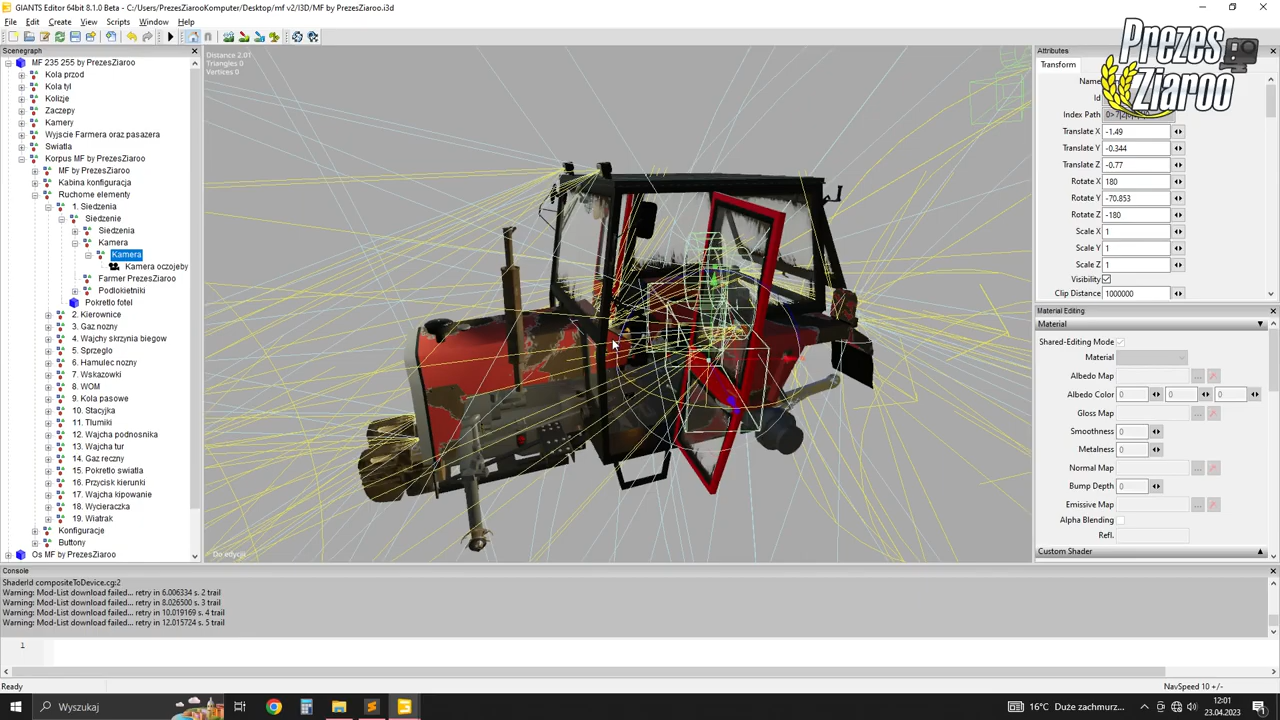 GIANTS Editor 64bit 8.1.0 Beta - C:/Users/PrezesZiarooKomputer/Desktop/mf v2/I3D/MF by PrezesZiaroo.i3d
File Edit Create View Scripts Window Help
Scenegraph
MF 235 255 by PrezesZiaroo
Kola przod
Kola tyl
Kolizje
Zaczepy
Kamery
Wyjscie Farmera oraz pasazera
Swiatla
Korpus MF by PrezesZiaroo
MF by PrezesZiaroo
Kabina konfiguracja
Ruchome elementy
1. Siedzenia
Siedzenie
Siedzenia
Kamera
Kamera
Kamera oczojeby
Farmer PrezesZiaroo
Podlokietniki
Pokretlo fotel
2. Kierownice
3. Gaz nozny
4. Wajchy skrzynia biegow
5. Sprzeglo
6. Hamulec nozny
7. Wskazowki
8. WOM
9. Kola pasowe
10. Stacyjka
11. Tlumiki
12. Wajcha podnosnika
13. Wajcha tur
14. Gaz reczny
15. Pokretlo swiatla
16. Przycisk kierunki
17. Wajcha kipowanie
18. Wycieraczka
19. Wiatrak
Konfiguracje
Buttony
Os MF by PrezesZiaroo
Distance 2.01
Triangles 0
Vertices 0
Do edycji
Prezes
Ziaroo
Attributes
Transform
Name
Id
Index Path
Translate X -1.49
Translate Y -0.344
Translate Z -0.77
Rotate X 180
Rotate Y -70.853
Rotate Z -180
Scale X 1
Scale Y 1
Scale Z 1
Visibility
Clip Distance 1000000
Material Editing
Material
Shared-Editing Mode
Material
Albedo Map ...
Albedo Color 0 0 0
Gloss Map ...
Smoothness 0
Metalness 0
Normal Map ...
Bump Depth 0
Emissive Map ...
Alpha Blending
Refl.
Custom Shader
Console
ShaderId compositeToDevice.cg:2
Warning: Mod-List download failed... retry in 6.006334 s. 2 trail
Warning: Mod-List download failed... retry in 8.026500 s. 3 trail
Warning: Mod-List download failed... retry in 10.019169 s. 4 trail
Warning: Mod-List download failed... retry in 12.015724 s. 5 trail
1
Ready
NavSpeed 10 +/-
Wyszukaj
16°C Duże zachmurz.
12:01
23.04.2023